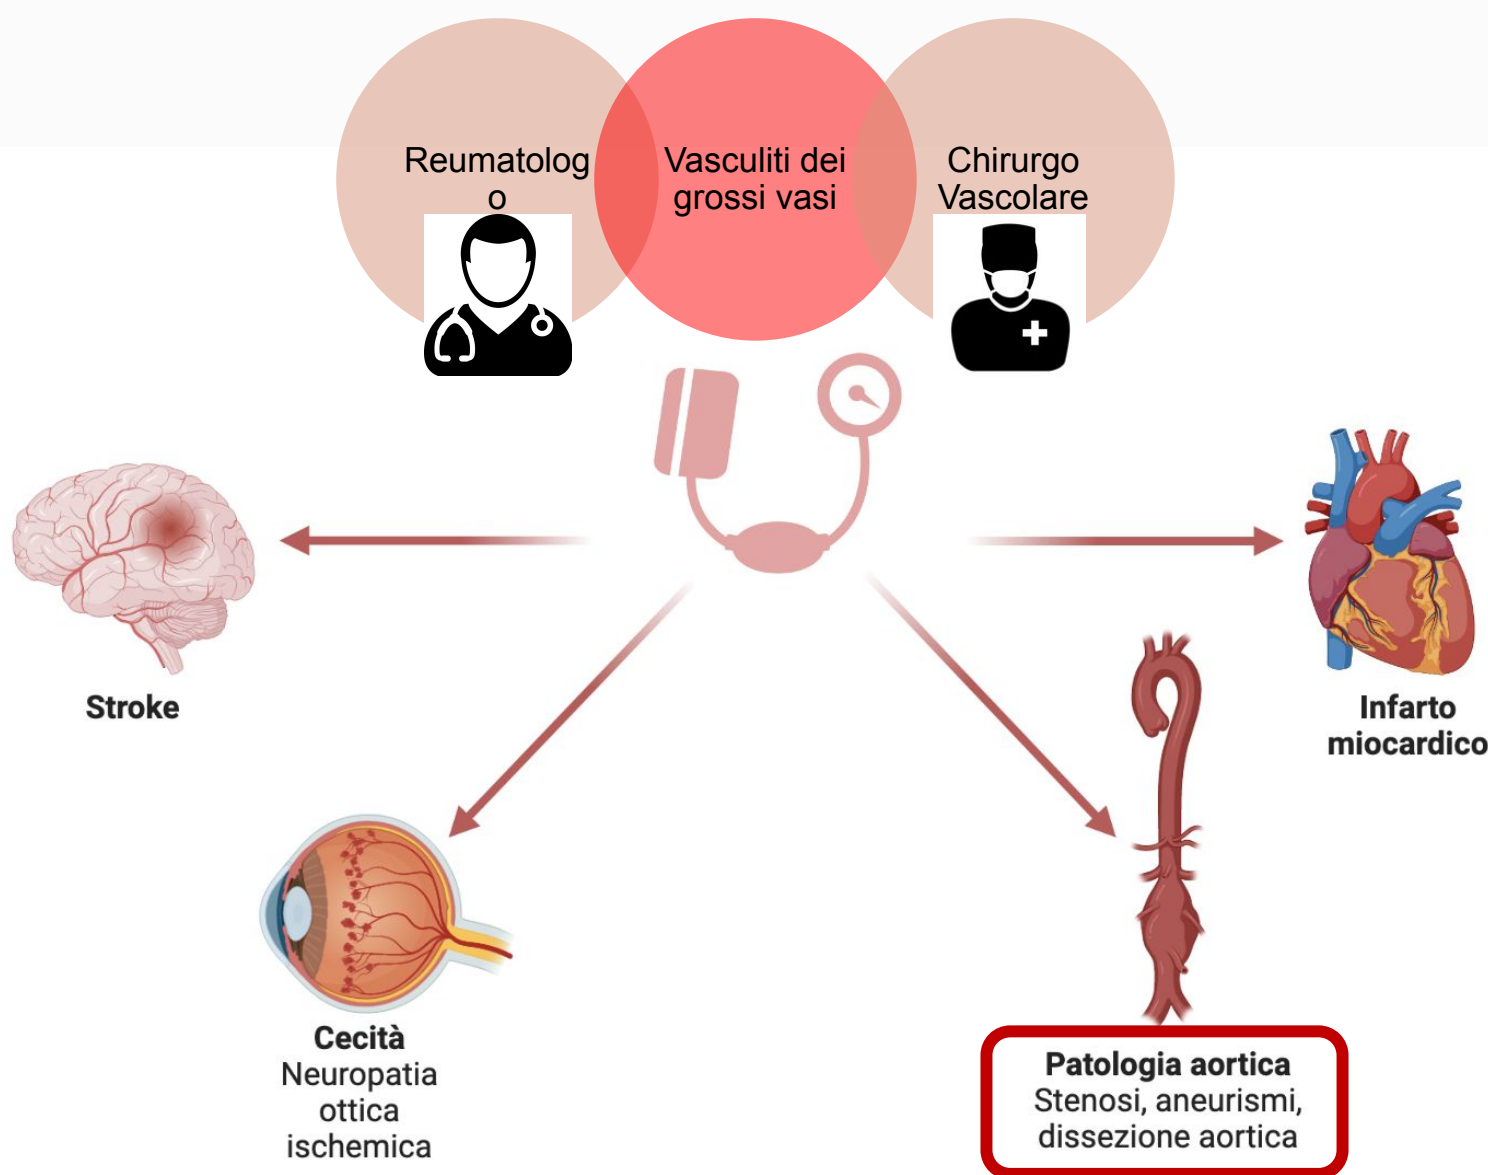 Reumatolog
o
Vasculiti dei
grossi vasi
Chirurgo
Vascolare
Stroke
Infarto
miocardico
Cecità
Neuropatia
ottica
ischemica
Patologia aortica
Stenosi, aneurismi,
dissezione aortica